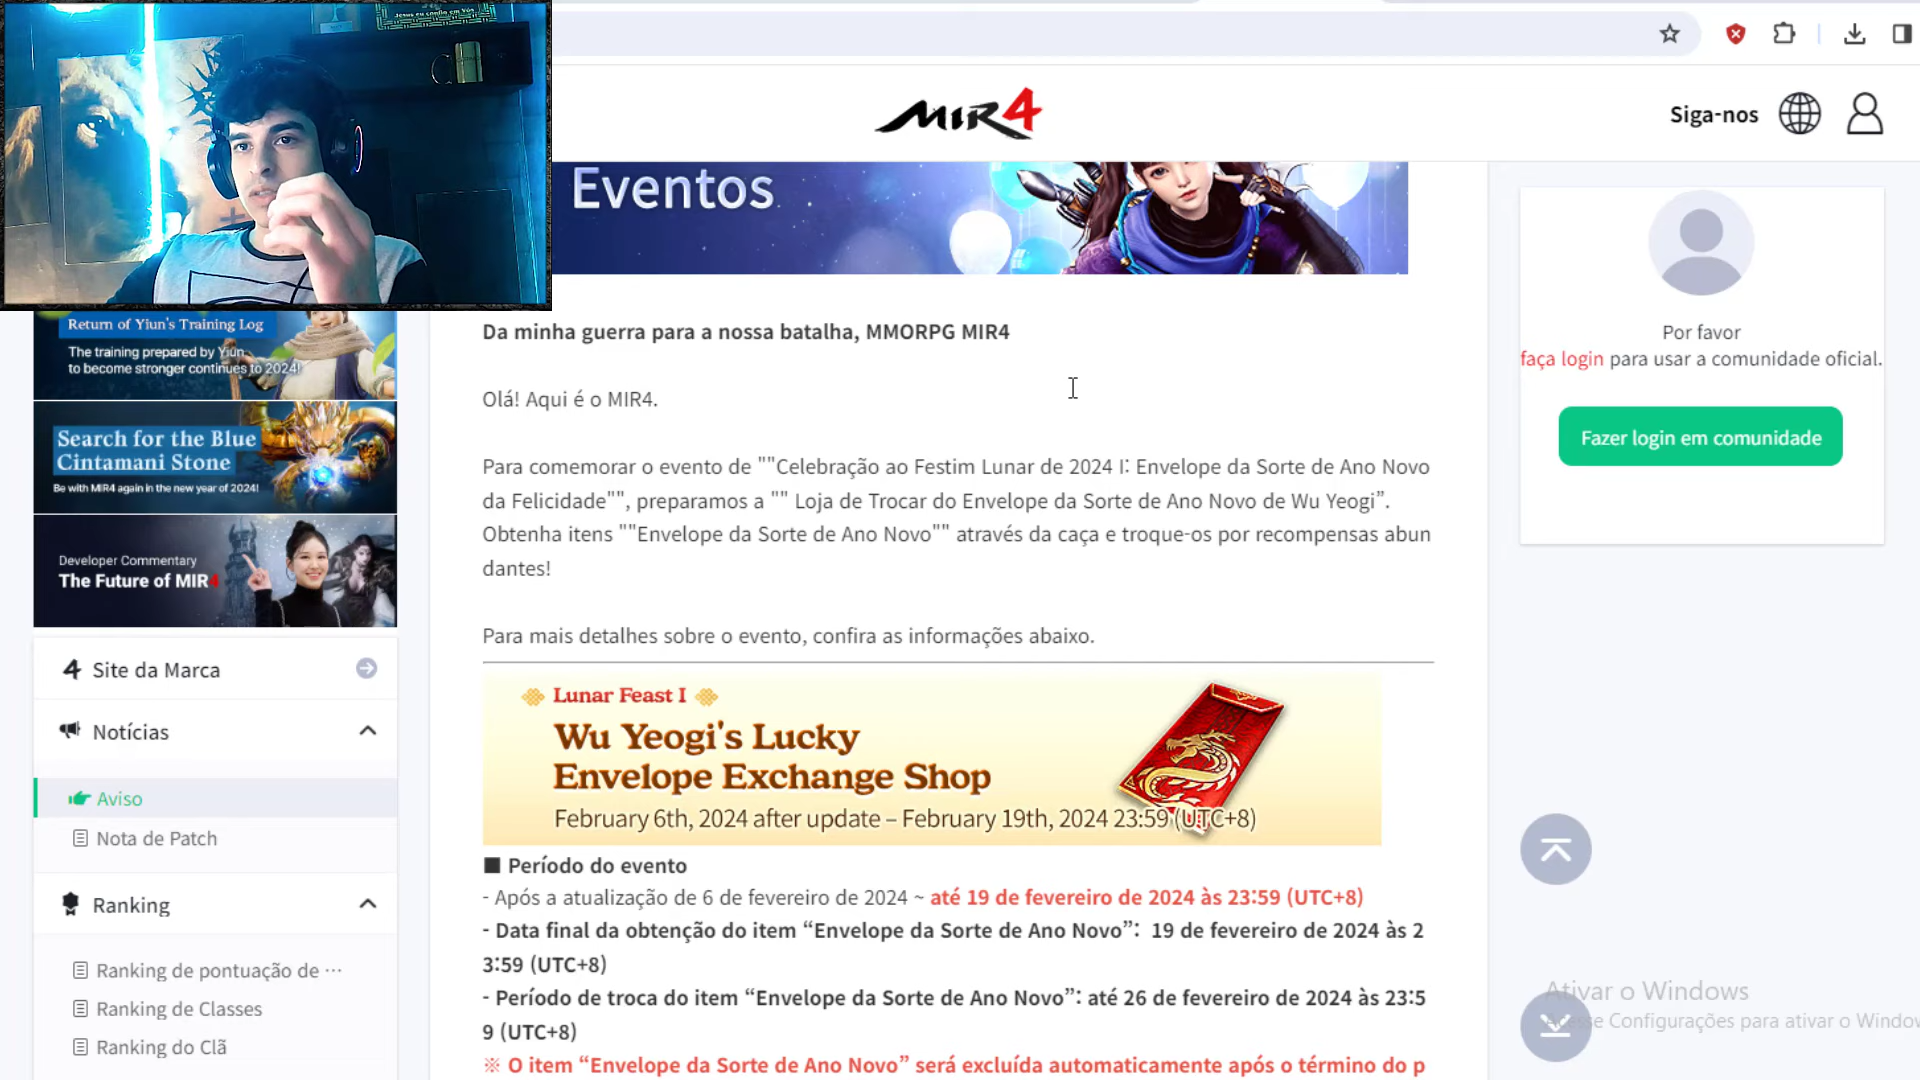 Jesus eu confio em Vós
MIR4
Siga-nos
Eventos
Return of Yiun's Training Log
The training prepared by Yiun
to become stronger continues to 2024!
Search for the Blue
Cintamani Stone
Be with MIR4 again in the new year of 2024!
Developer Commentary
The Future of MIR4
Site da Marca
Notícias
Aviso
Nota de Patch
Ranking
Ranking de pontuação de ···
Ranking de Classes
Ranking do Clã
Da minha guerra para a nossa batalha, MMORPG MIR4
Olá! Aqui é o MIR4.
Para comemorar o evento de ""Celebração ao Festim Lunar de 2024 I: Envelope da Sorte de Ano Novo
da Felicidade"", preparamos a "" Loja de Trocar do Envelope da Sorte de Ano Novo de Wu Yeogi”.
Obtenha itens ""Envelope da Sorte de Ano Novo"" através da caça e troque-os por recompensas abun
dantes!
Para mais detalhes sobre o evento, confira as informações abaixo.
Lunar Feast I
Wu Yeogi's Lucky
Envelope Exchange Shop
February 6th, 2024 after update – February 19th, 2024 23:59 (UTC+8)
■ Período do evento
- Após a atualização de 6 de fevereiro de 2024 ~ até 19 de fevereiro de 2024 às 23:59 (UTC+8)
- Data final da obtenção do item “Envelope da Sorte de Ano Novo”: 19 de fevereiro de 2024 às 2
3:59 (UTC+8)
- Período de troca do item “Envelope da Sorte de Ano Novo”: até 26 de fevereiro de 2024 às 23:5
9 (UTC+8)
※ O item “Envelope da Sorte de Ano Novo” será excluída automaticamente após o término do p
Por favor
faça login para usar a comunidade oficial.
Fazer login em comunidade
Ativar o Windows
Acesse Configurações para ativar o Windo